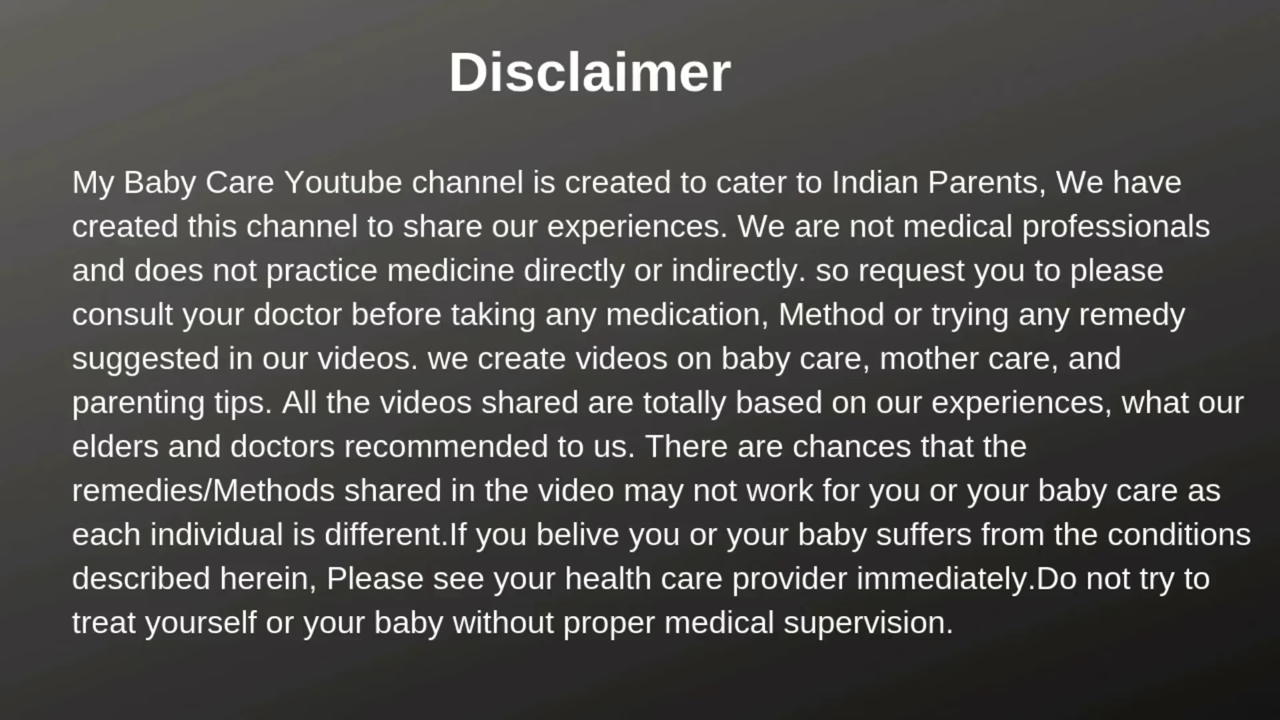 Disclaimer
My Baby Care Youtube channel is created to cater to Indian Parents, We have
created this channel to share our experiences. We are not medical professionals
and does not practice medicine directly or indirectly. so request you to please
consult your doctor before taking any medication, Method or trying any remedy
suggested in our videos. we create videos on baby care, mother care, and
parenting tips. All the videos shared are totally based on our experiences, what our
elders and doctors recommended to us. There are chances that the
remedies/Methods shared in the video may not work for you or your baby care as
each individual is different.If you belive you or your baby suffers from the conditions
described herein, Please see your health care provider immediately.Do not try to
treat yourself or your baby without proper medical supervision.